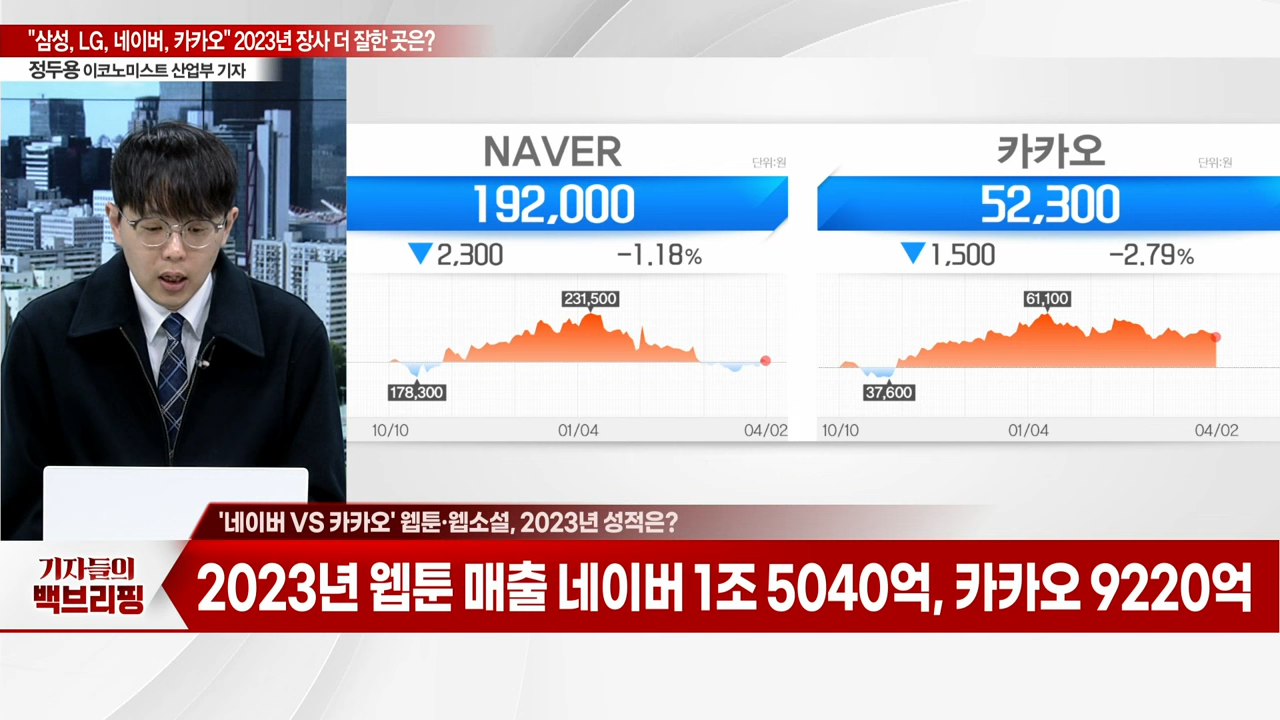 "삼성, LG, 네이버, 카카오" 2023년 장사 더 잘한 곳은?
정두용 이코노미스트 산업부 기자
NAVER
단위:원
192,000
▼2,300 -1.18%
231,500
178,300
10/10 01/04 04/02
카카오
단위:원
52,300
▼1,500 -2.79%
61,100
37,600
10/10 01/04 04/02
'네이버 VS 카카오' 웹툰·웹소설, 2023년 성적은?
기자들의
백브리핑
2023년 웹툰 매출 네이버 1조 5040억, 카카오 9220억